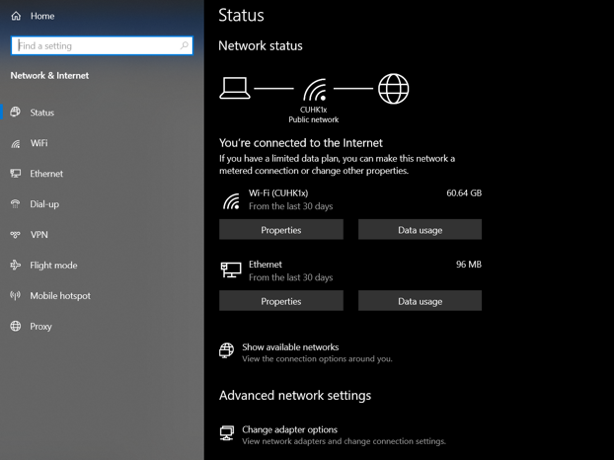 Home
Find a setting
Network & Internet
Status
WiFi
Ethernet
Dial-up
VPN
Flight mode
Mobile hotspot
Proxy
Status
Network status
CUHK1x
Public network
You're connected to the Internet
If you have a limited data plan, you can make this network a
metered connection or change other properties.
Wi-Fi (CUHK1x) 60.64 GB
From the last 30 days
Properties Data usage
Ethernet 96 MB
From the last 30 days
Properties Data usage
Show available networks
View the connection options around you.
Advanced network settings
Change adapter options
View network adapters and change connection settings.